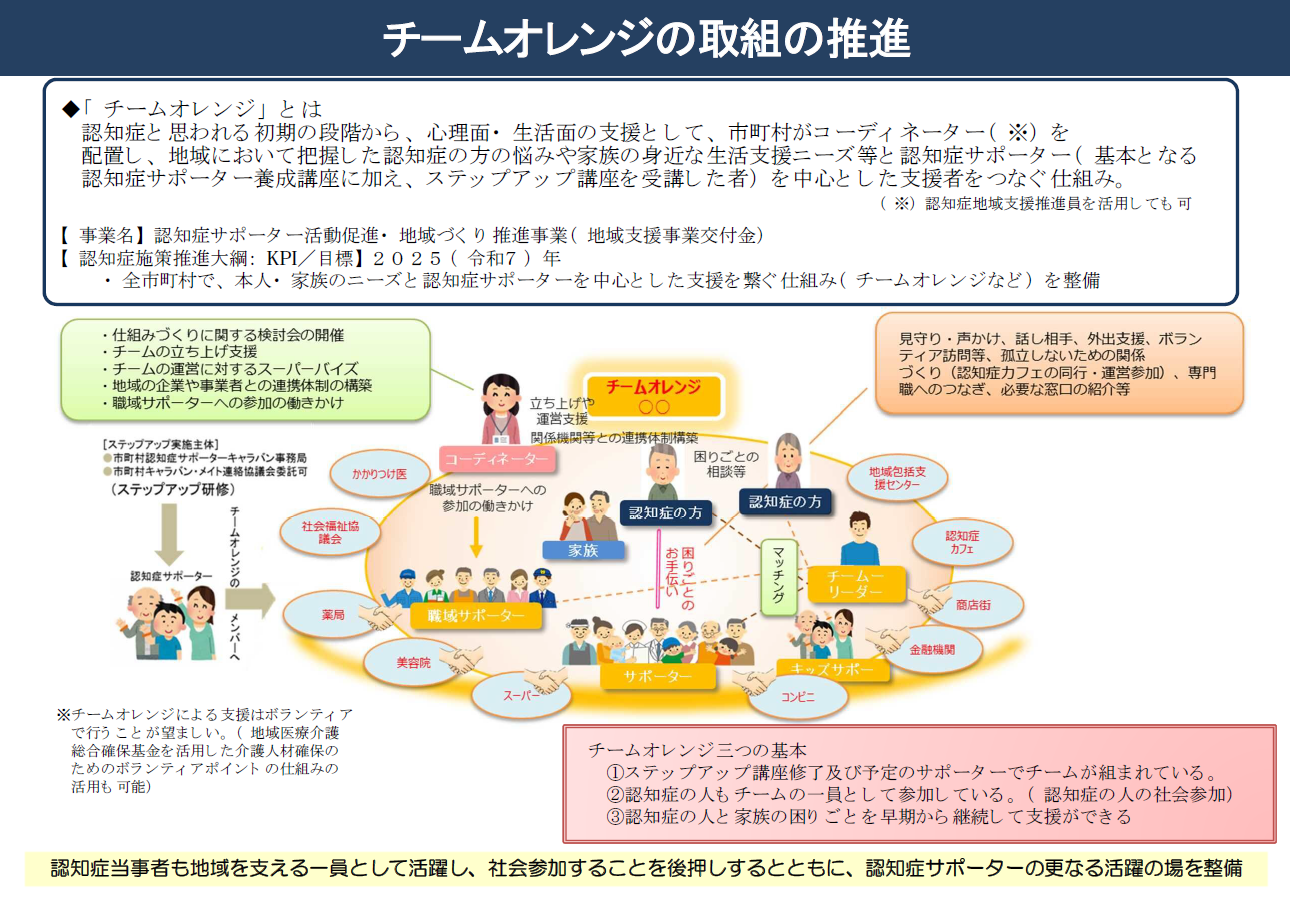 チームオレンジの取組の推進
◆「チームオレンジ」とは
認知症と思われる初期の段階から、心理面・生活面の支援として、市町村がコーディネーター(※)を
配置し、地域において把握した認知症の方の悩みや家族の身近な生活支援ニーズ等と認知症サポーター(基本となる
認知症サポーター養成講座に加え、ステップアップ講座を受講した者)を中心とした支援者をつなぐ仕組み。
(※)認知症地域支援推進員を活用しても可
【事業名】認知症サポーター活動促進・地域づくり推進事業(地域支援事業交付金)
【認知症施策推進大綱:KPI/目標】2025(令和7)年
・全市町村で、本人・家族のニーズと認知症サポーターを中心とした支援を繋ぐ仕組み(チームオレンジなど)を整備
・仕組みづくりに関する検討会の開催
・チームの立ち上げ支援
・チームの運営に対するスーパーバイズ
・地域の企業や事業者との連携体制の構築
・職域サポーターへの参加の働きかけ
見守り・声かけ、話し相手、外出支援、ボラン
ティア訪問等、孤立しないための関係
づくり(認知症カフェの同行・運営参加)、専門
職へのつなぎ、必要な窓口の紹介等
チームオレンジ
〇〇
立ち上げや
運営支援
関係機関等との連携体制構築
コーディネーター
困りごとの
相談等
[ステップアップ実施主体]
●市町村認知症サポーターキャラバン事務局
●市町村キャラバン・メイト連絡協議会委託可
(ステップアップ研修)
チームオレンジの
メンバーへ
認知症サポーター
かかりつけ医
社会福祉協
議会
薬局
美容院
スーパー
コンビニ
金融機関
商店街
認知症
カフェ
地域包括支
援センター
職域サポーターへの
参加の働きかけ
認知症の方
認知症の方
家族
困りごとの
お手伝い
マッチング
チームー
リーダー
職域サポーター
サポーター
キッズサポー
※チームオレンジによる支援はボランティア
で行うことが望ましい。(地域医療介護
総合確保基金を活用した介護人材確保の
ためのボランティアポイントの仕組みの
活用も可能)
チームオレンジ三つの基本
①ステップアップ講座修了及び予定のサポーターでチームが組まれている。
②認知症の人もチームの一員として参加している。(認知症の人の社会参加)
③認知症の人と家族の困りごとを早期から継続して支援ができる
認知症当事者も地域を支える一員として活躍し、社会参加することを後押しするとともに、認知症サポーターの更なる活躍の場を整備